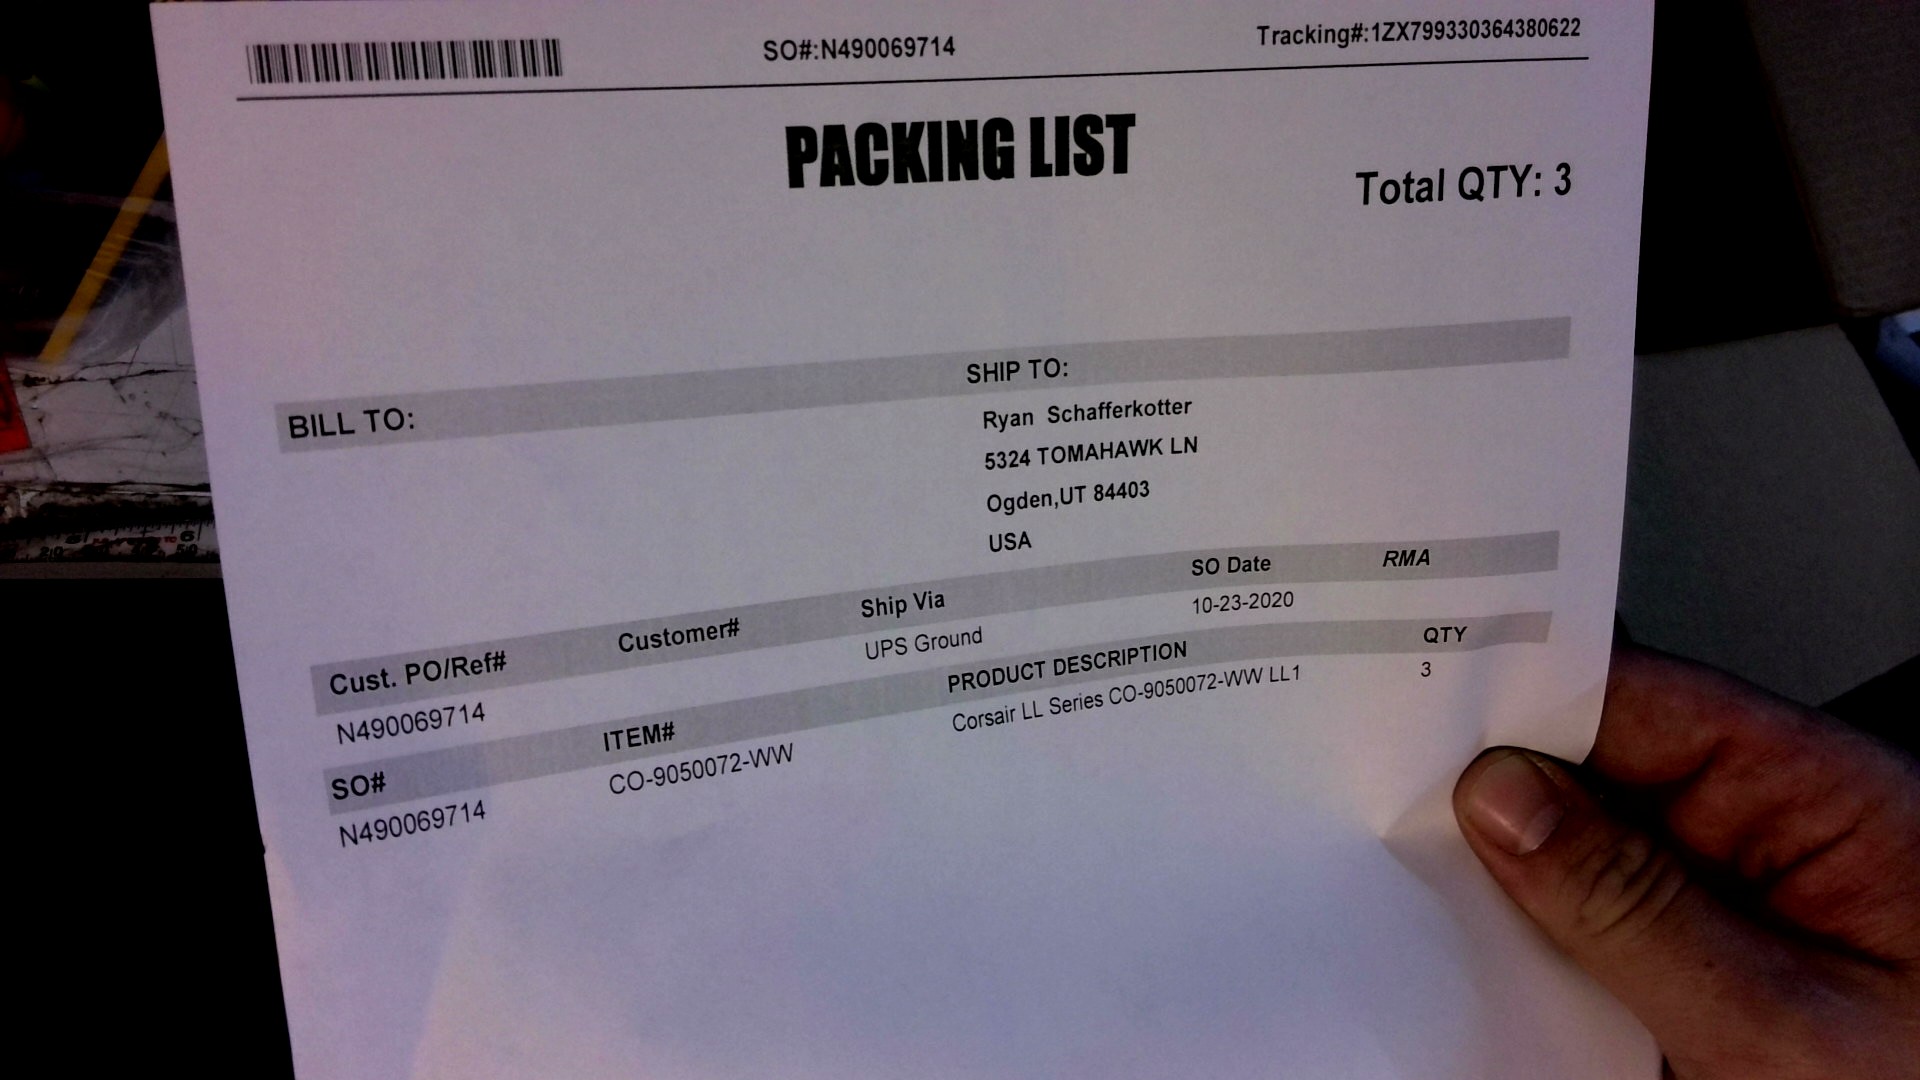 SO#:N490069714 Tracking#:1ZX799330364380622
PACKING LIST
Total QTY: 3
BILL TO: SHIP TO:
Ryan Schafferkotter
5324 TOMAHAWK LN
Ogden,UT 84403
USA
Cust. PO/Ref# Customer# Ship Via SO Date RMA
N490069714 UPS Ground 10-23-2020
SO# ITEM# PRODUCT DESCRIPTION QTY
N490069714 CO-9050072-WW Corsair LL Series CO-9050072-WW LL1 3